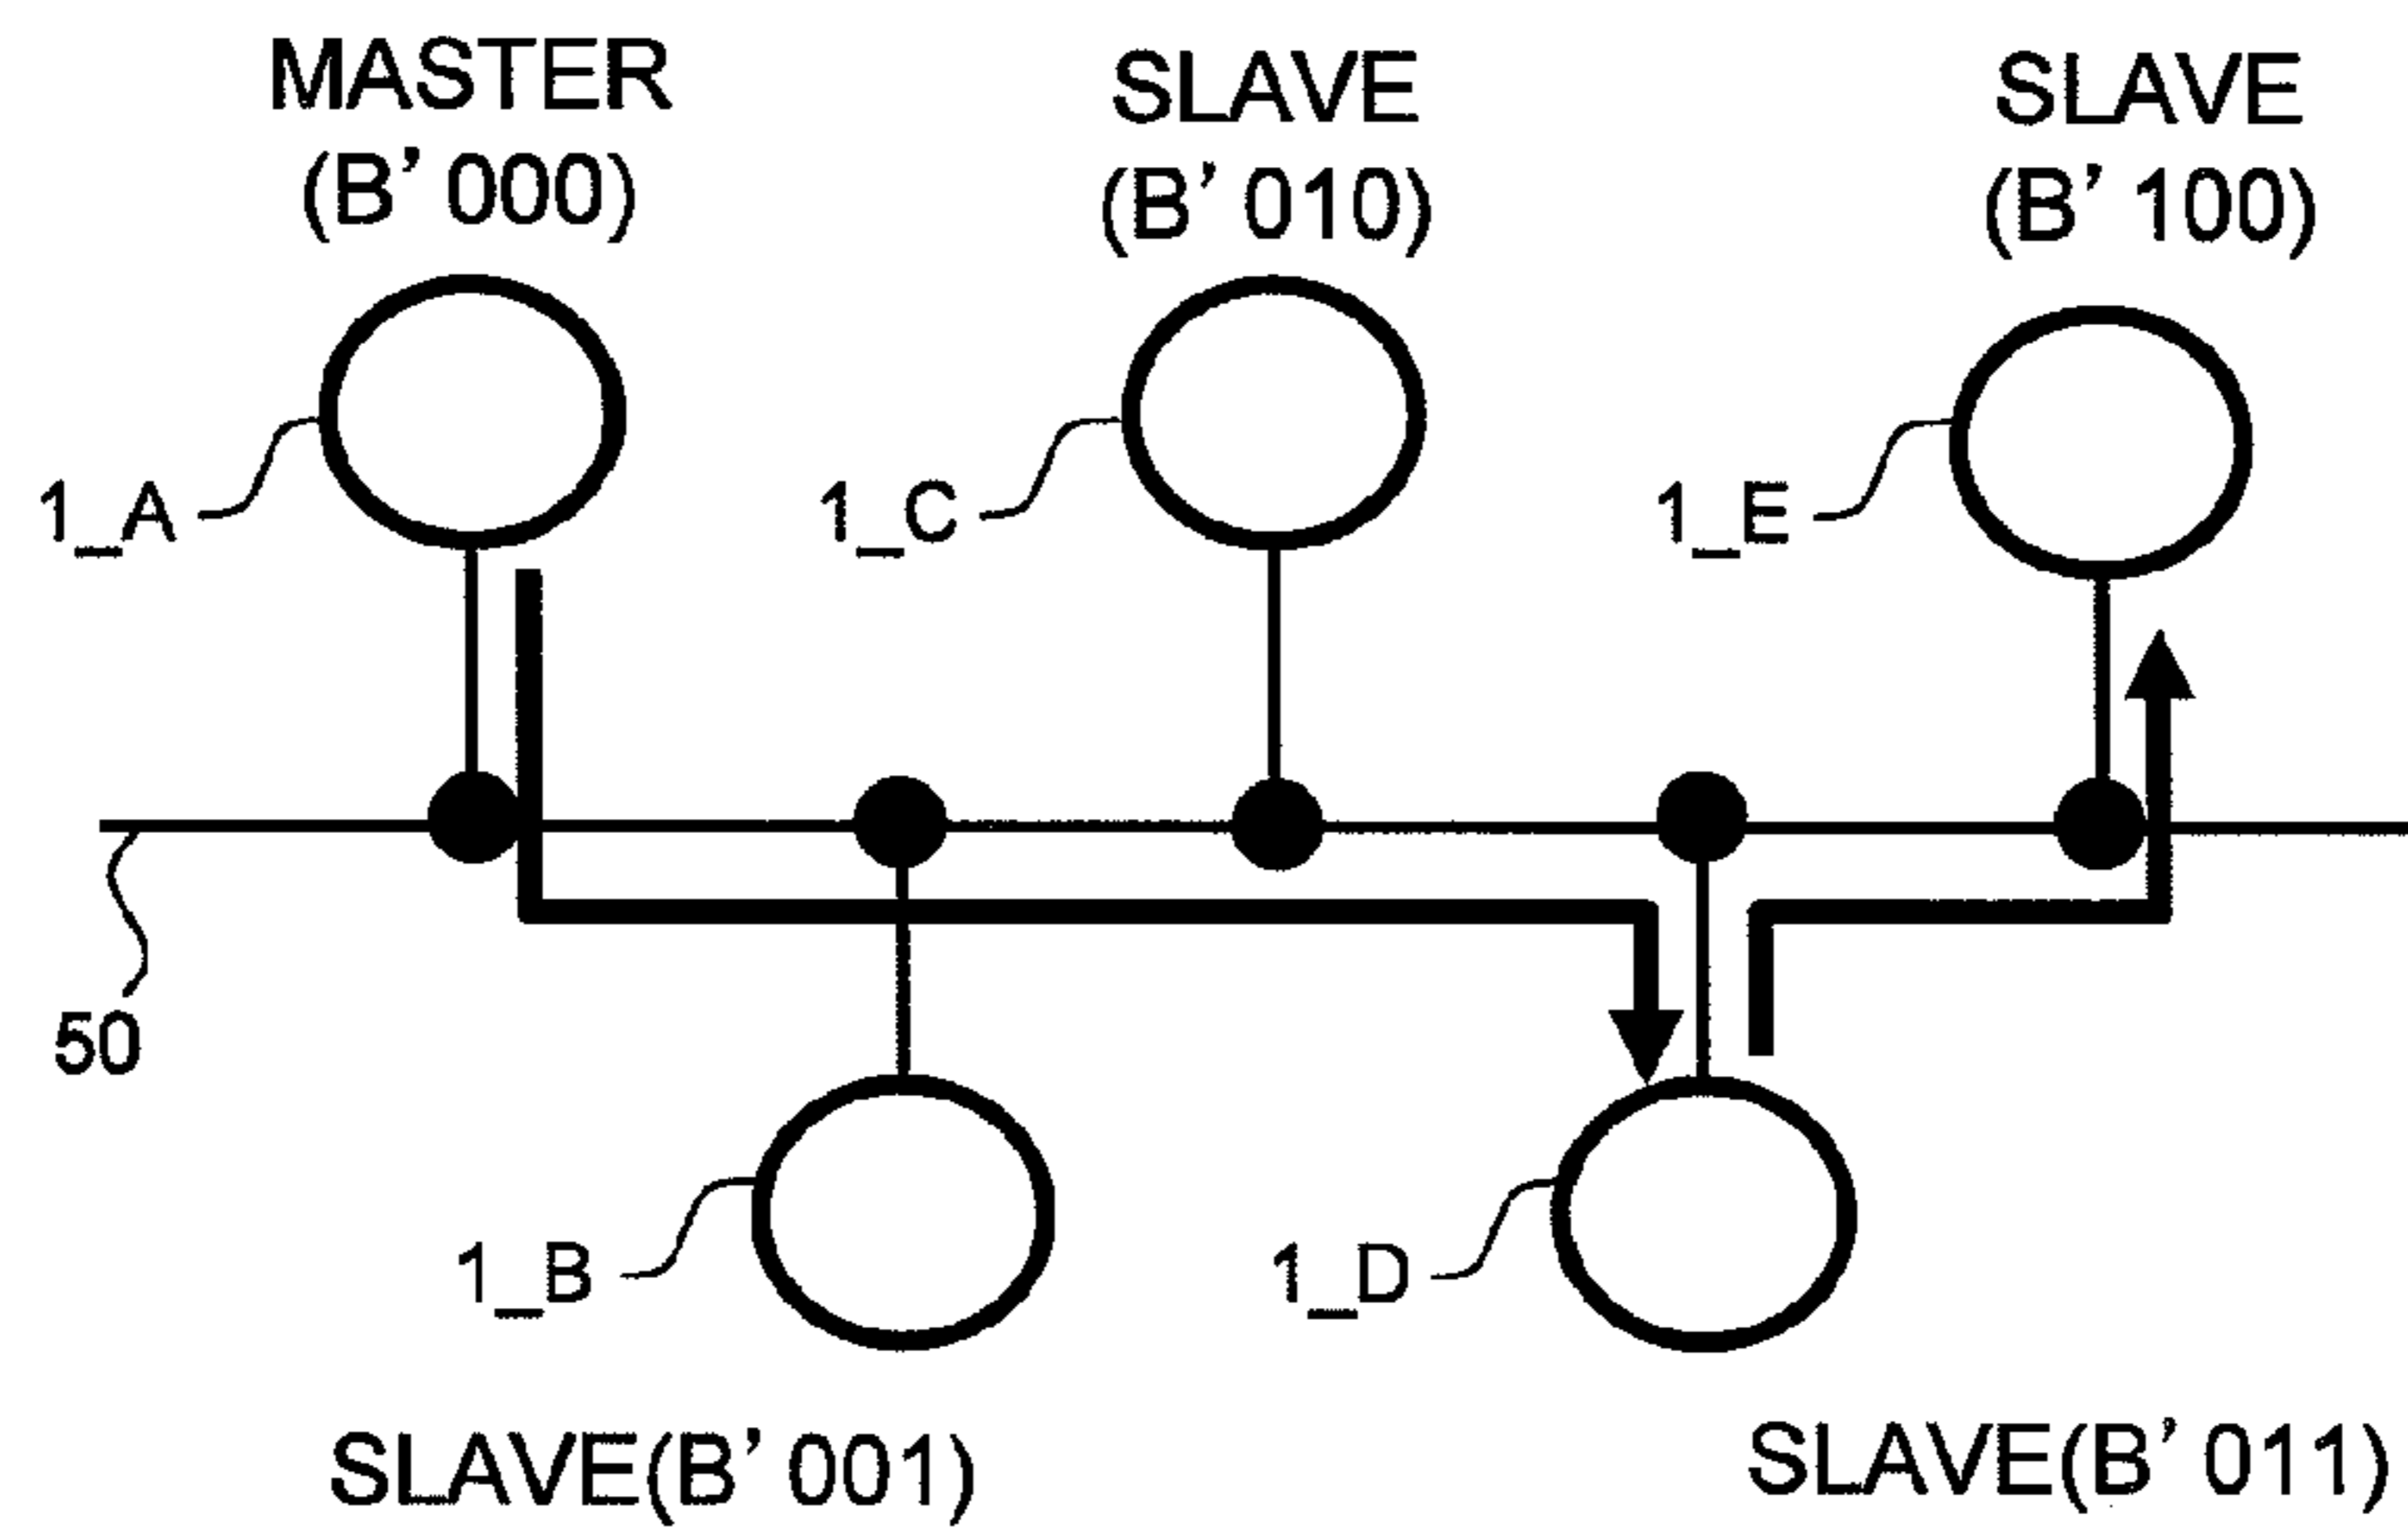 MASTER
(B' 000)
SLAVE
(B' 010)
SLAVE
(B' 100)
1_A
1_C
1_E
50
1_B
1_D
SLAVE(B' 001)
SLAVE(B' 011)